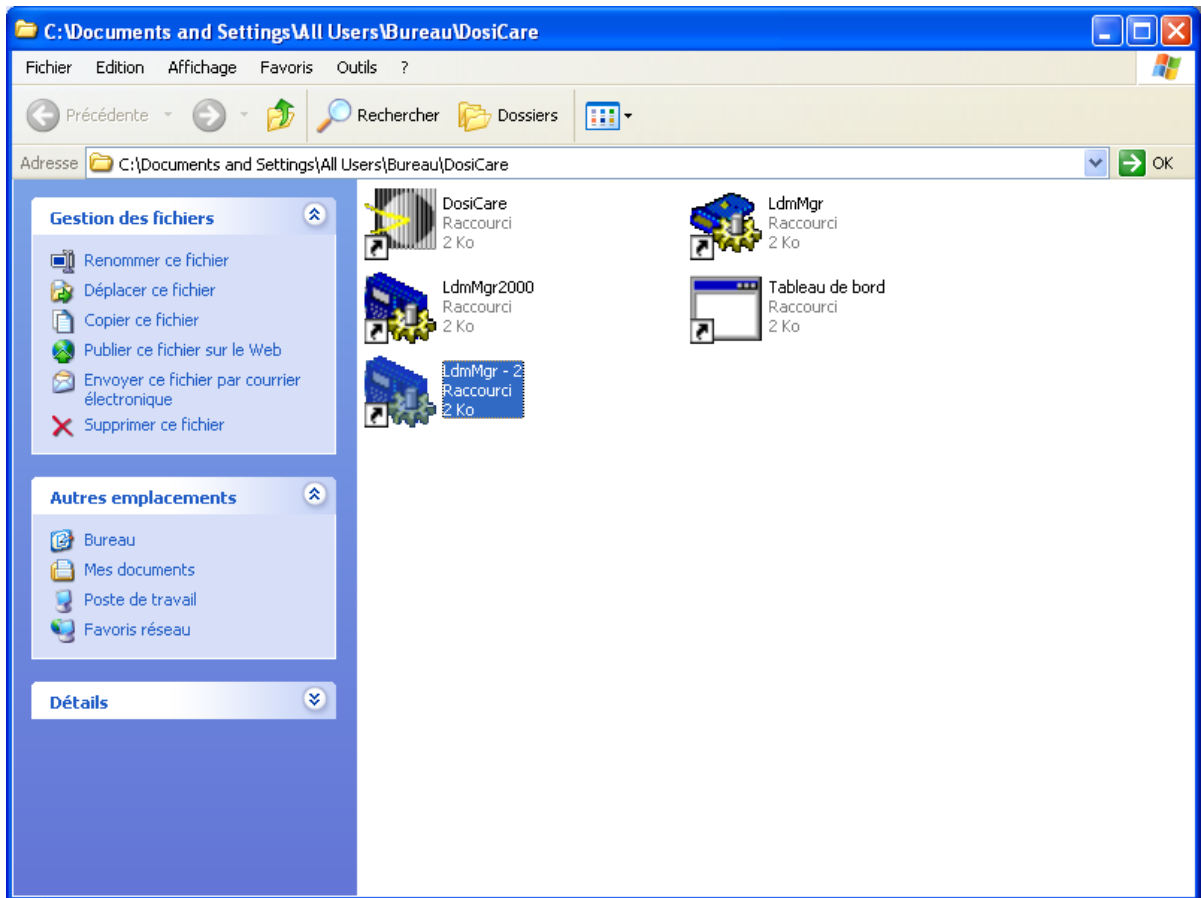 C:\Documents and Settings\All Users\Bureau\DosiCare
Fichier Edition Affichage Favoris Outils ?
Précédente Rechercher Dossiers
Adresse C:\Documents and Settings\All Users\Bureau\DosiCare OK
Gestion des fichiers
Renommer ce fichier
Déplacer ce fichier
Copier ce fichier
Publier ce fichier sur le Web
Envoyer ce fichier par courrier
électronique
Supprimer ce fichier
Autres emplacements
Bureau
Mes documents
Poste de travail
Favoris réseau
Détails
DosiCare
Raccourci
2 Ko
LdmMgr
Raccourci
2 Ko
LdmMgr2000
Raccourci
2 Ko
Tableau de bord
Raccourci
2 Ko
LdmMgr - 2
Raccourci
2 Ko